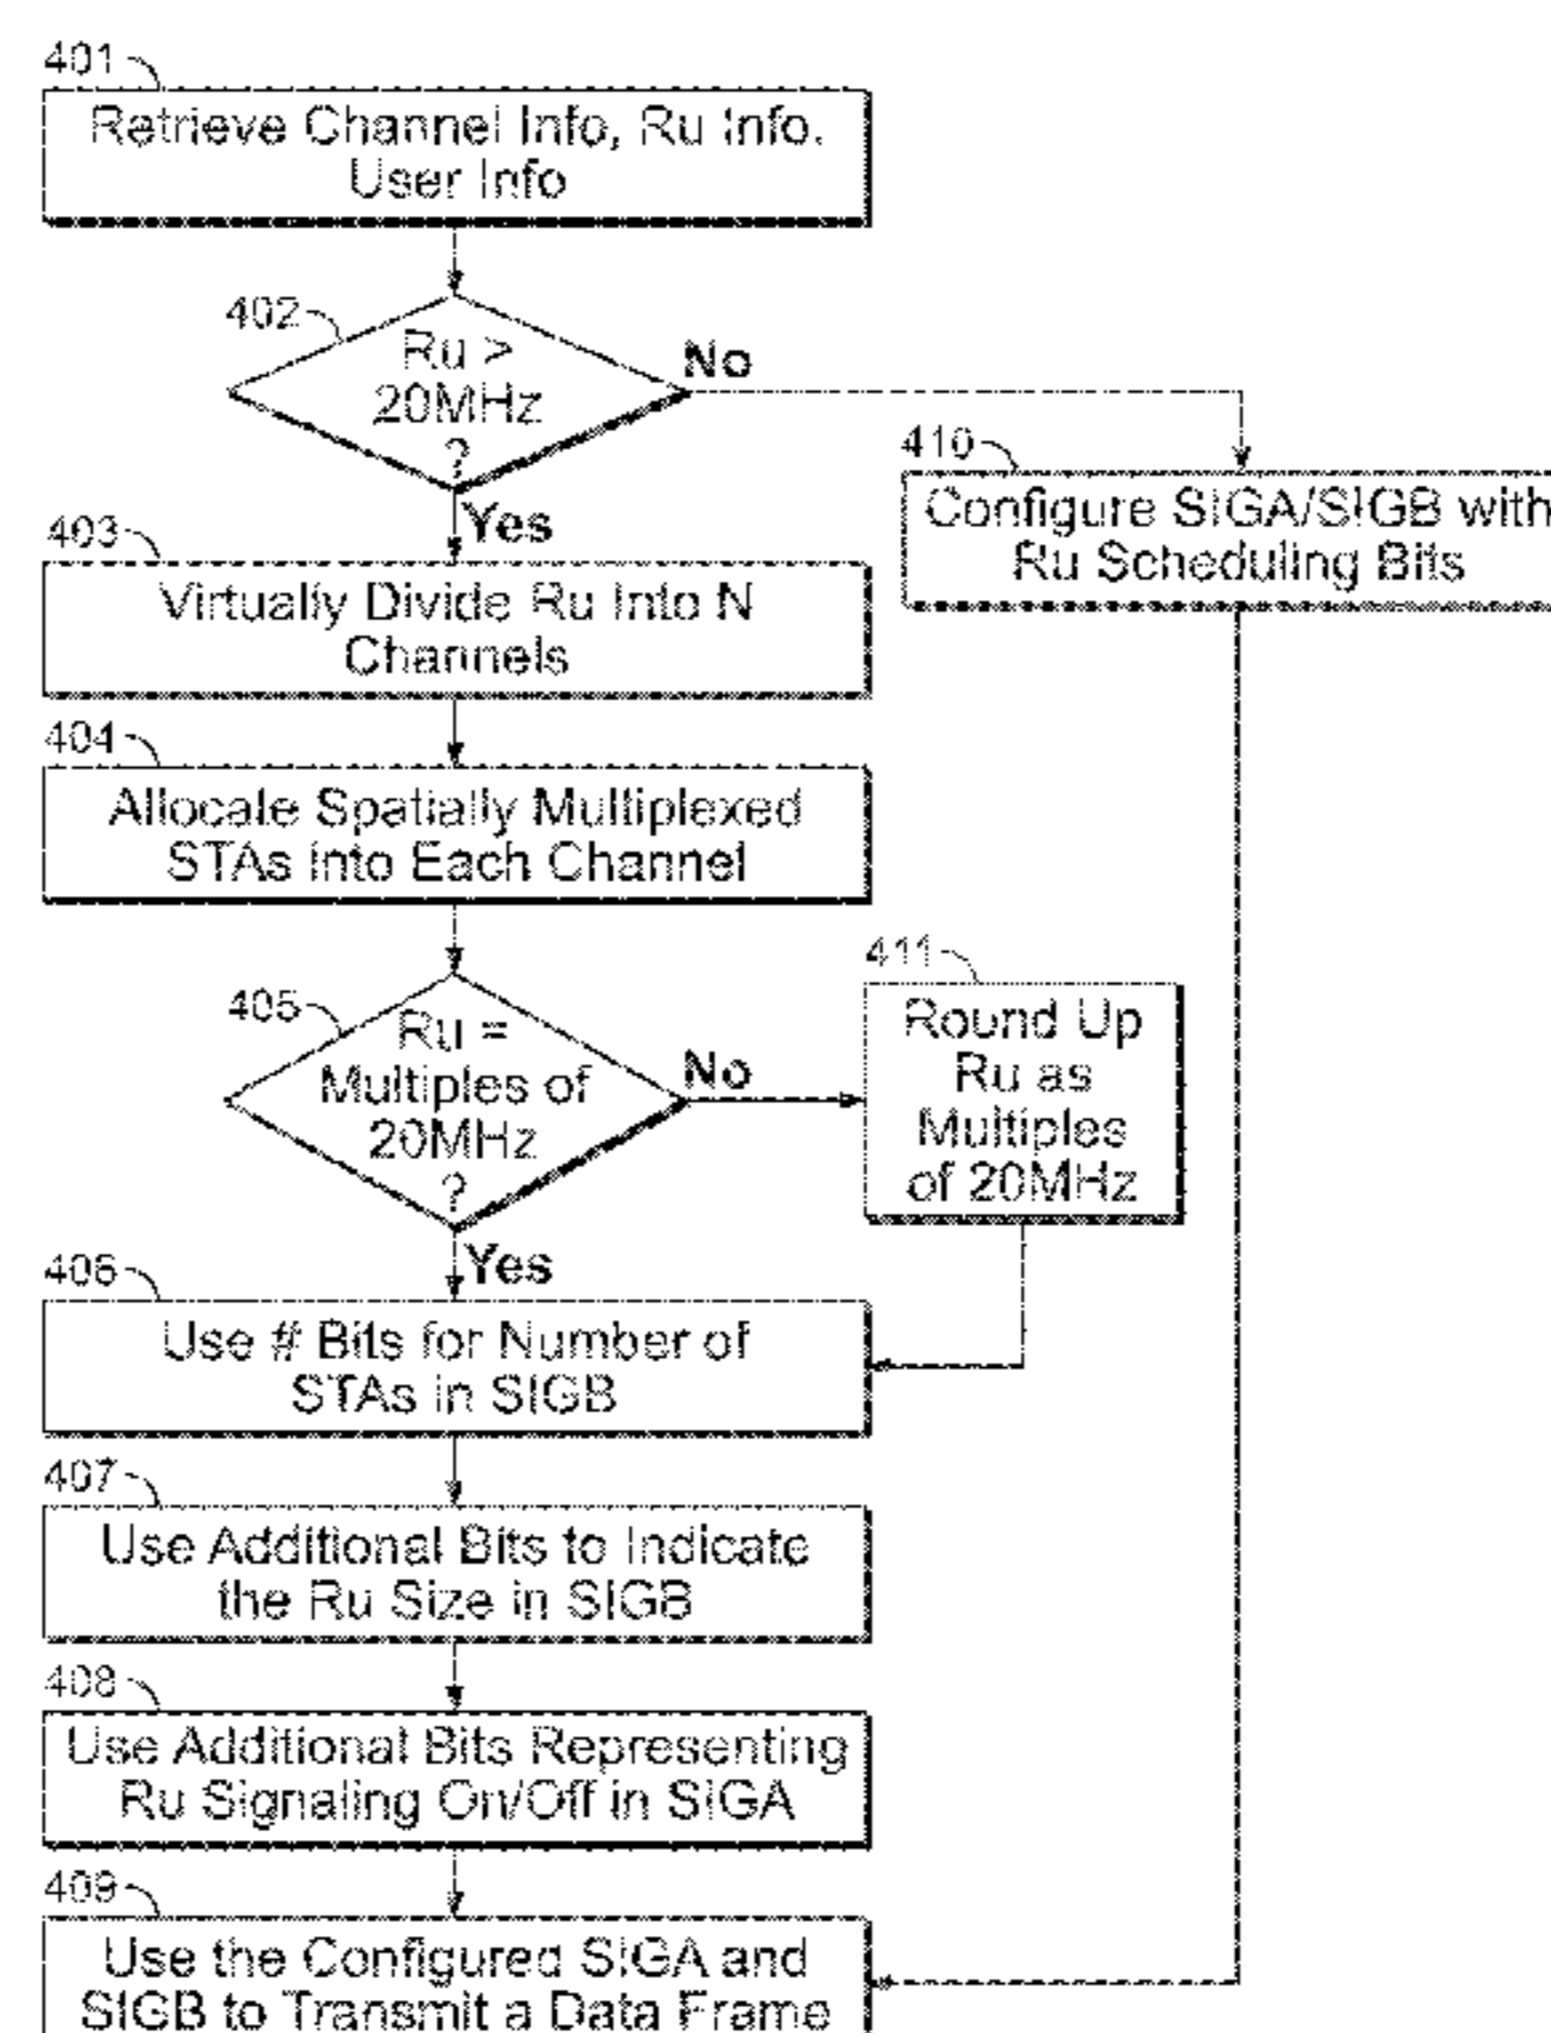 401
Retrieve Channel Info, Ru Info.
User Info
402
Ru >
20MHz
?
No
Yes
410
Configure SIGA/SIGB with
Ru Scheduling Bits
403
Virtually Divide Ru Into N
Channels
404
Allocate Spatially Multiplexed
STAs into Each Channel
405
Ru =
Multiples of
20MHz
?
No
Yes
411
Round Up
Ru as
Multiples
of 20MHz
406
Use # Bits for Number of
STAs in SIGB
407
Use Additional Bits to Indicate
the Ru Size in SIGB
408
Use Additional Bits Representing
Ru Signaling On/Off in SIGA
409
Use the Configured SIGA and
SIGB to Transmit a Data Frame